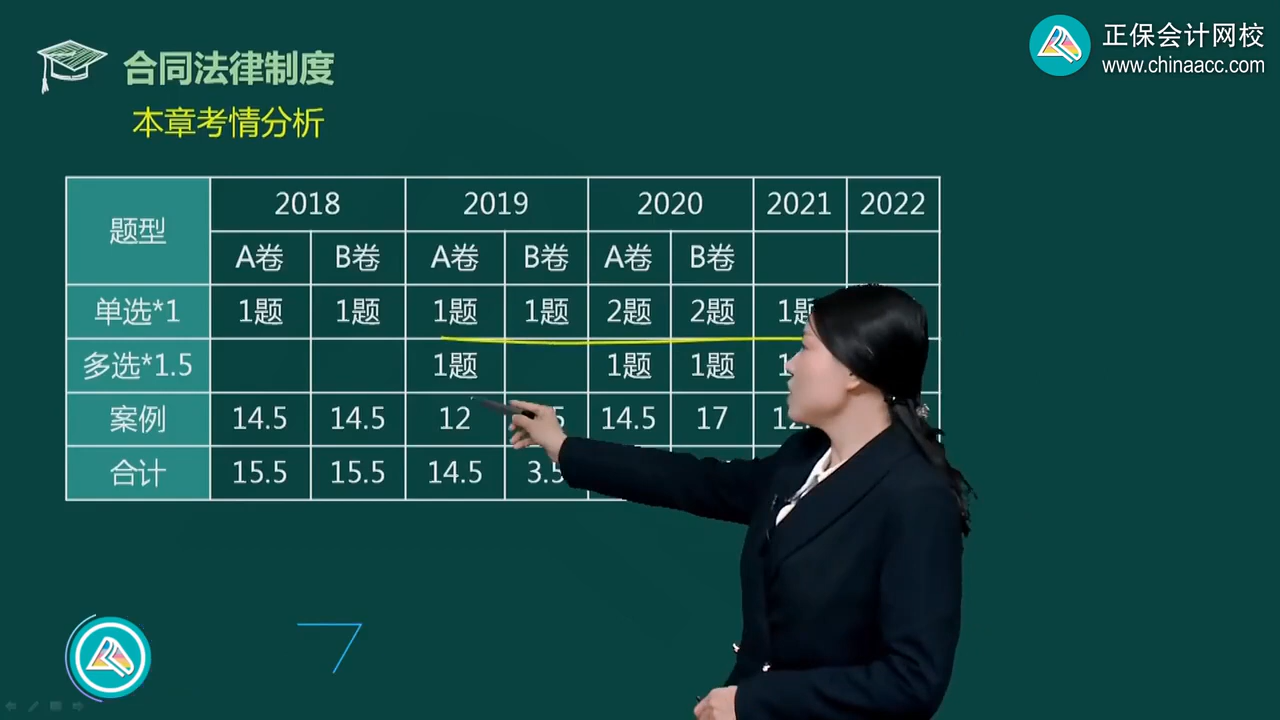 正保会计网校
www.chinaacc.com
合同法律制度
本章考情分析
题型 2018 2019 2020 2021 2022
A卷 B卷 A卷 B卷 A卷 B卷
单选*1 1题 1题 1题 1题 2题 2题
多选*1.5 1题 1题 1题
案例 14.5 14.5 12 14.5 17
合计 15.5 15.5 14.5